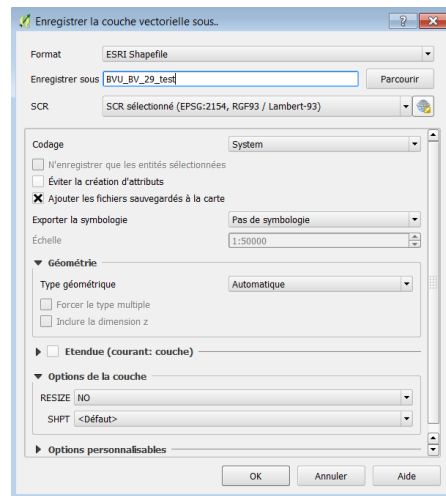 Enregistrer la couche vectorielle sous..
Format ESRI Shapefile
Enregistrer sous BVU_BV_29_test Parcourir
SCR SCR sélectionné (EPSG:2154, RGF93 / Lambert-93)
Codage System
N'enregistrer que les entités sélectionnées
Éviter la création d'attributs
Ajouter les fichiers sauvegardés à la carte
Exporter la symbologie Pas de symbologie
Échelle 1:50000
Géométrie
Type géométrique Automatique
Forcer le type multiple
Inclure la dimension z
Etendue (courant: couche)
Options de la couche
RESIZE NO
SHPT <Défaut>
Options personnalisables
OK Annuler Aide